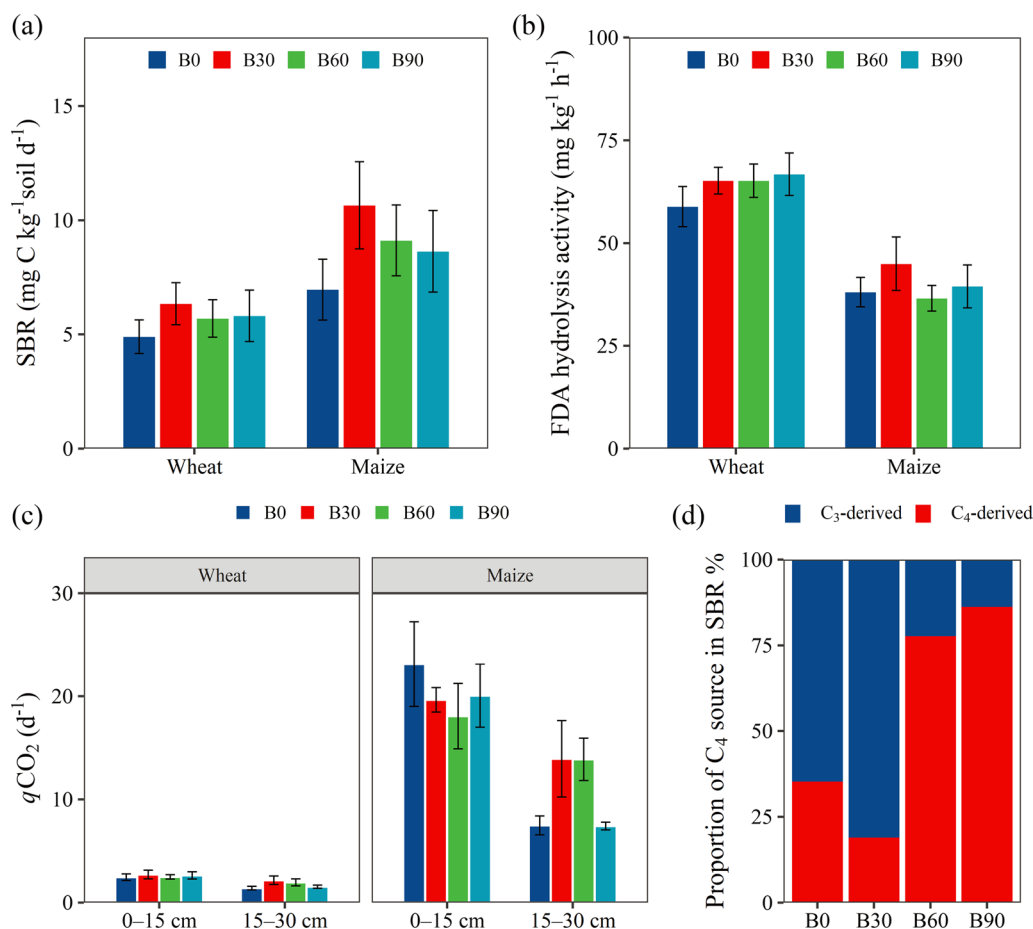 (a)
B0 B30 B60 B90
SBR (mg C kg⁻¹soil d⁻¹)
15
10
5
0
Wheat Maize
(b)
B0 B30 B60 B90
FDA hydrolysis activity (mg kg⁻¹ h⁻¹)
100
75
50
25
0
Wheat Maize
(c)
B0 B30 B60 B90
Wheat Maize
qCO₂ (d⁻¹)
30
20
10
0
0–15 cm 15–30 cm 0–15 cm 15–30 cm
(d)
C₃-derived C₄-derived
Proportion of C₄ source in SBR %
100
75
50
25
0
B0 B30 B60 B90